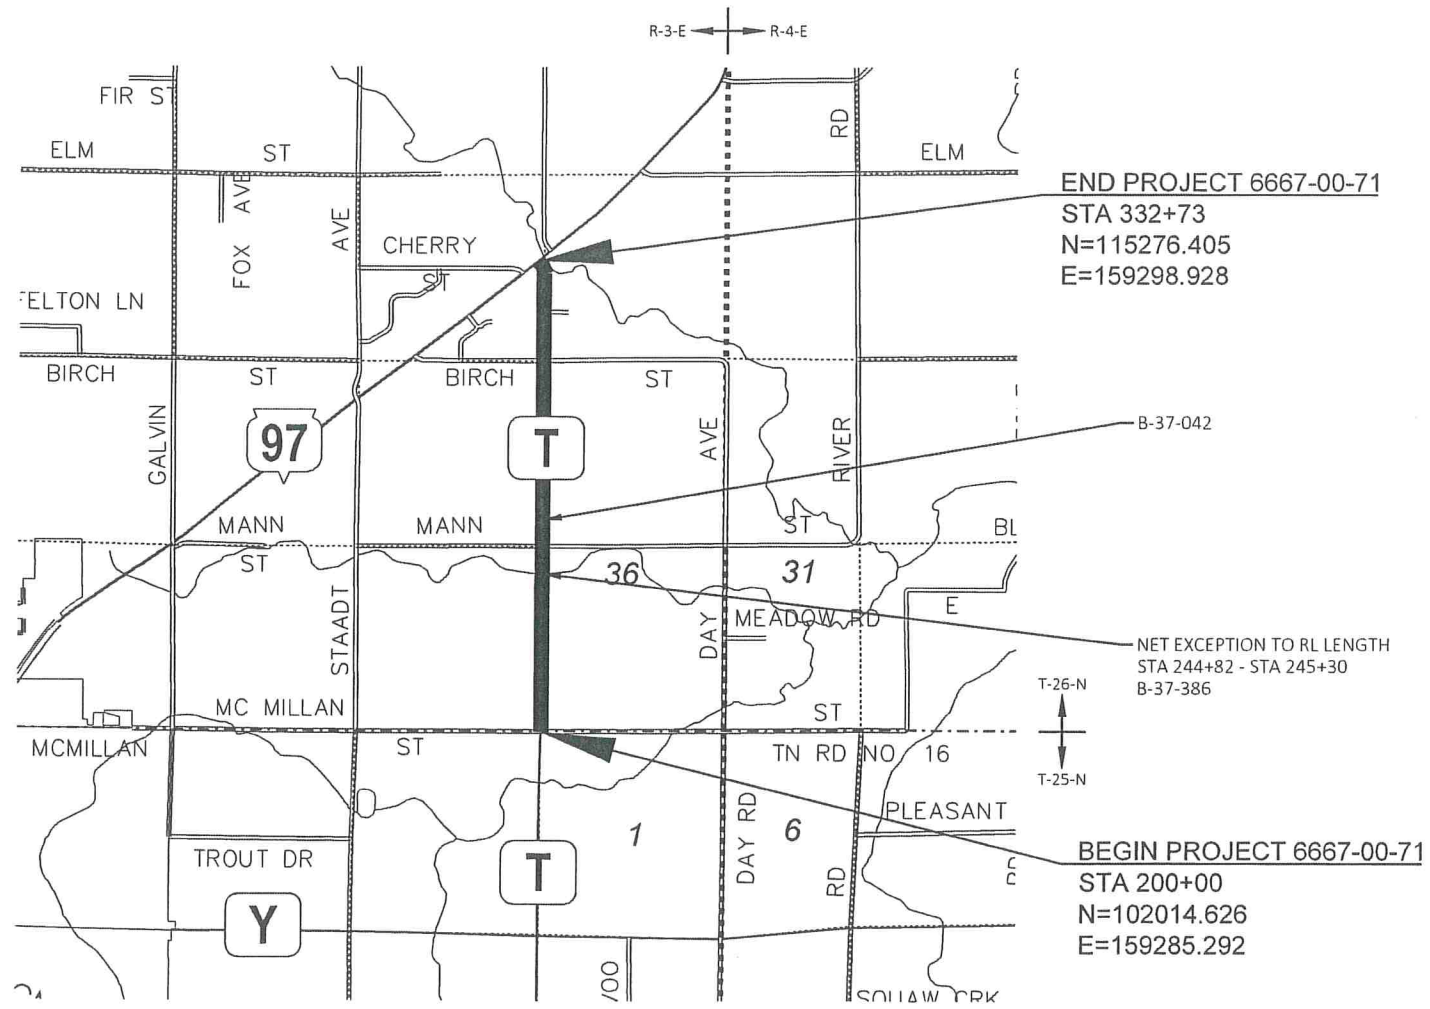 R-3-E R-4-E
FIR ST
ELM ST ELM
RD
FOX AVE
AVE
CHERRY
ST
END PROJECT 6667-00-71
STA 332+73
N=115276.405
E=159298.928
FELTON LN
BIRCH ST BIRCH ST
GALVIN
97
T
AVE
RIVER
B-37-042
MANN MANN ST
ST
36
31
STAADT
DAY
MEADOW RD
E
NET EXCEPTION TO RL LENGTH
STA 244+82 - STA 245+30
B-37-386
T-26-N
T-25-N
MC MILLAN ST
MCMILLAN ST
TN RD NO 16
PLEASANT
1
6
DAY RD
RD
TROUT DR
T
Y
BEGIN PROJECT 6667-00-71
STA 200+00
N=102014.626
E=159285.292
SQUAW CRK